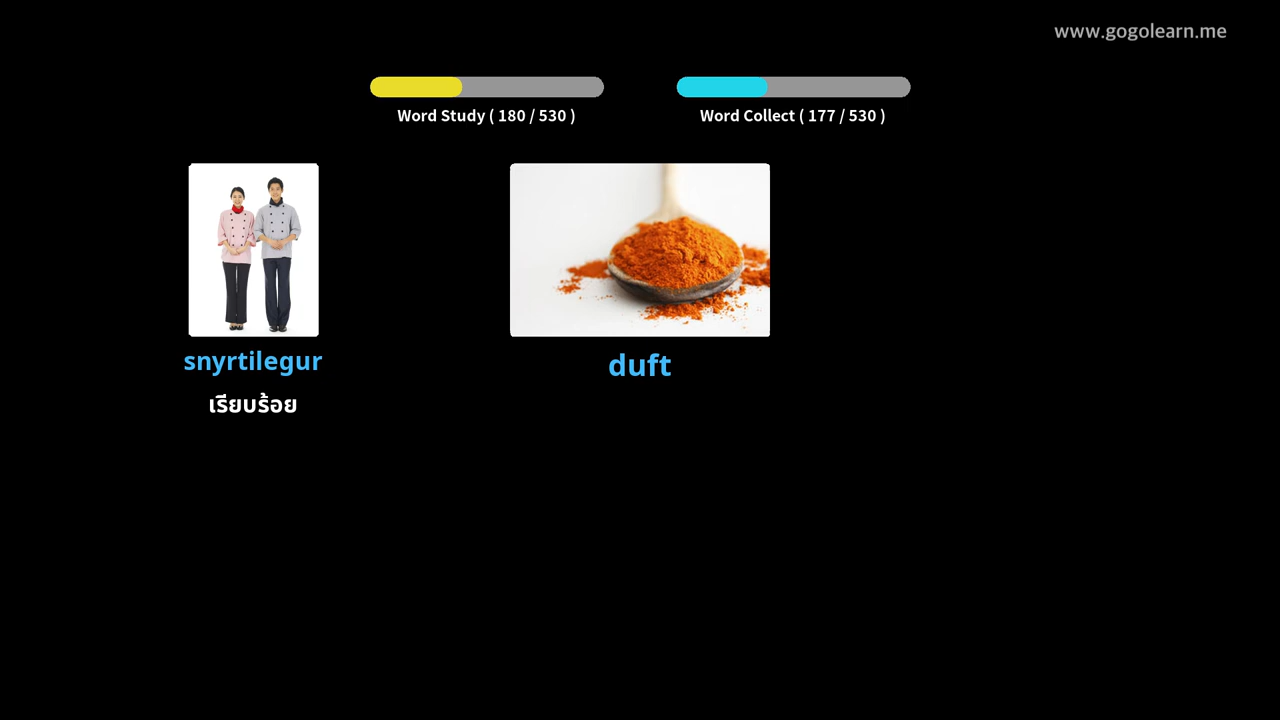 www.gogolearn.me
Word Study ( 180 / 530 )
Word Collect ( 177 / 530 )
snyrtilegur
เรียบร้อย
duft